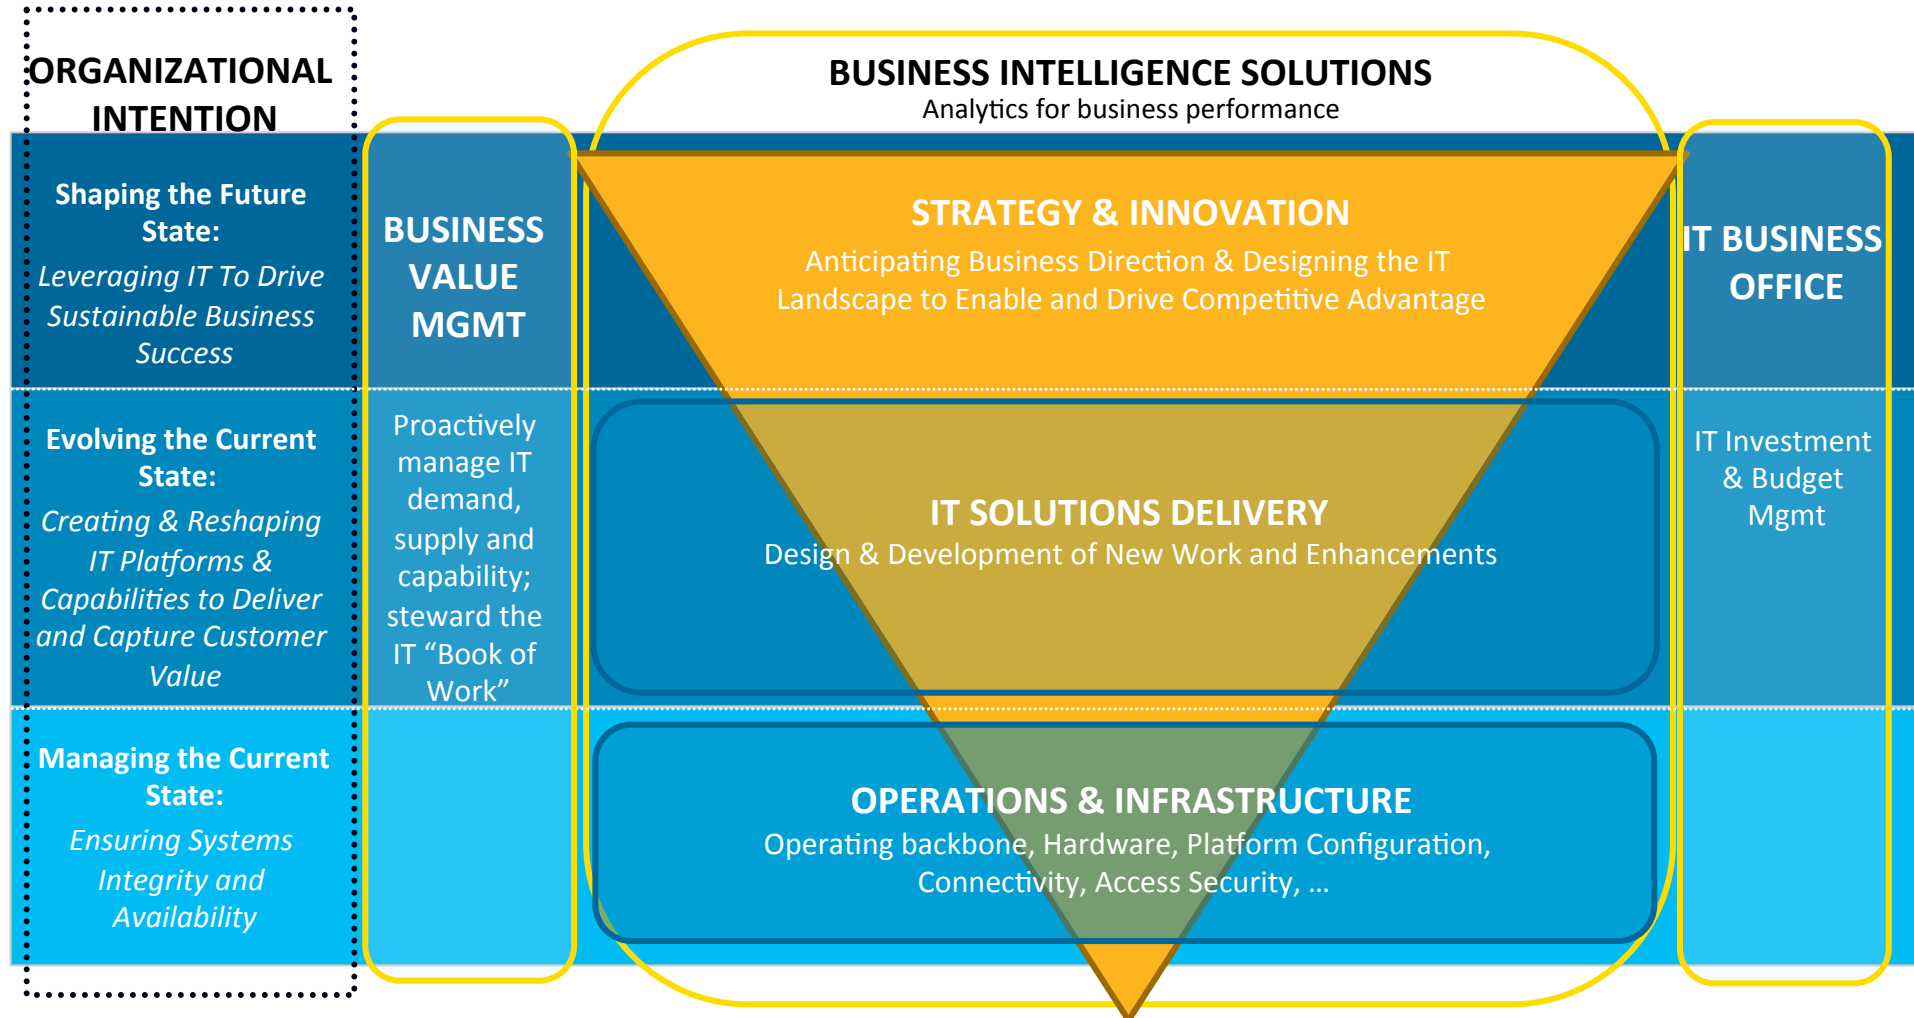 ORGANIZATIONAL
INTENTION
Shaping the Future
State:
Leveraging IT To Drive
Sustainable Business
Success
Evolving the Current
State:
Creating & Reshaping
IT Platforms &
Capabilities to Deliver
and Capture Customer
Value
Managing the Current
State:
Ensuring Systems
Integrity and
Availability
BUSINESS
VALUE
MGMT
Proactively
manage IT
demand,
supply and
capability;
steward the
IT “Book of
Work”
BUSINESS INTELLIGENCE SOLUTIONS
Analytics for business performance
STRATEGY & INNOVATION
Anticipating Business Direction & Designing the IT
Landscape to Enable and Drive Competitive Advantage
IT SOLUTIONS DELIVERY
Design & Development of New Work and Enhancements
OPERATIONS & INFRASTRUCTURE
Operating backbone, Hardware, Platform Configuration,
Connectivity, Access Security, ...
IT BUSINESS
OFFICE
IT Investment
& Budget
Mgmt